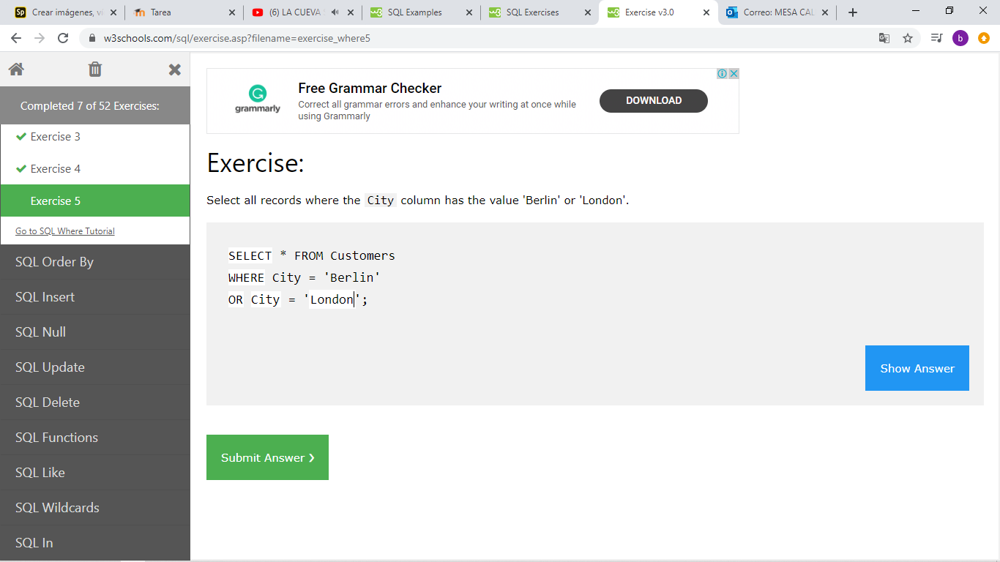 Crear imágenes, ví
Tarea
(6) LA CUEVA S
SQL Examples
SQL Exercises
Exercise v3.0
Correo: MESA CAL
w3schools.com/sql/exercise.asp?filename=exercise_where5
b
Completed 7 of 52 Exercises:
Exercise 3
Exercise 4
Exercise 5
Go to SQL Where Tutorial
SQL Order By
SQL Insert
SQL Null
SQL Update
SQL Delete
SQL Functions
SQL Like
SQL Wildcards
SQL In
grammarly
Free Grammar Checker
Correct all grammar errors and enhance your writing at once while
using Grammarly
DOWNLOAD
Exercise:
Select all records where the City column has the value 'Berlin' or 'London'.
SELECT * FROM Customers
WHERE City = 'Berlin'
OR City = 'London';
Show Answer
Submit Answer ❯